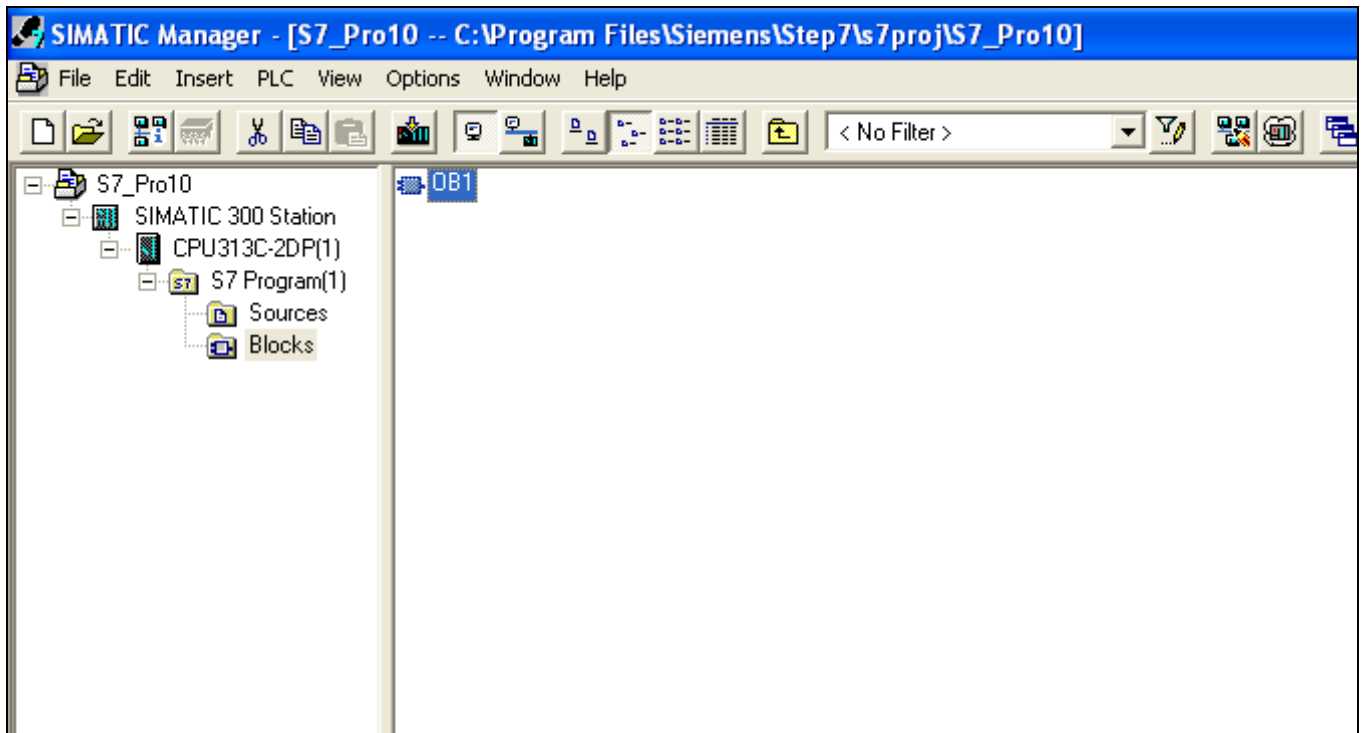 SIMATIC Manager - [S7_Pro10 -- C:\Program Files\Siemens\Step7\s7proj\S7_Pro10]
File Edit Insert PLC View Options Window Help
< No Filter >
S7_Pro10
SIMATIC 300 Station
CPU313C-2DP(1)
S7 Program(1)
Sources
Blocks
OB1